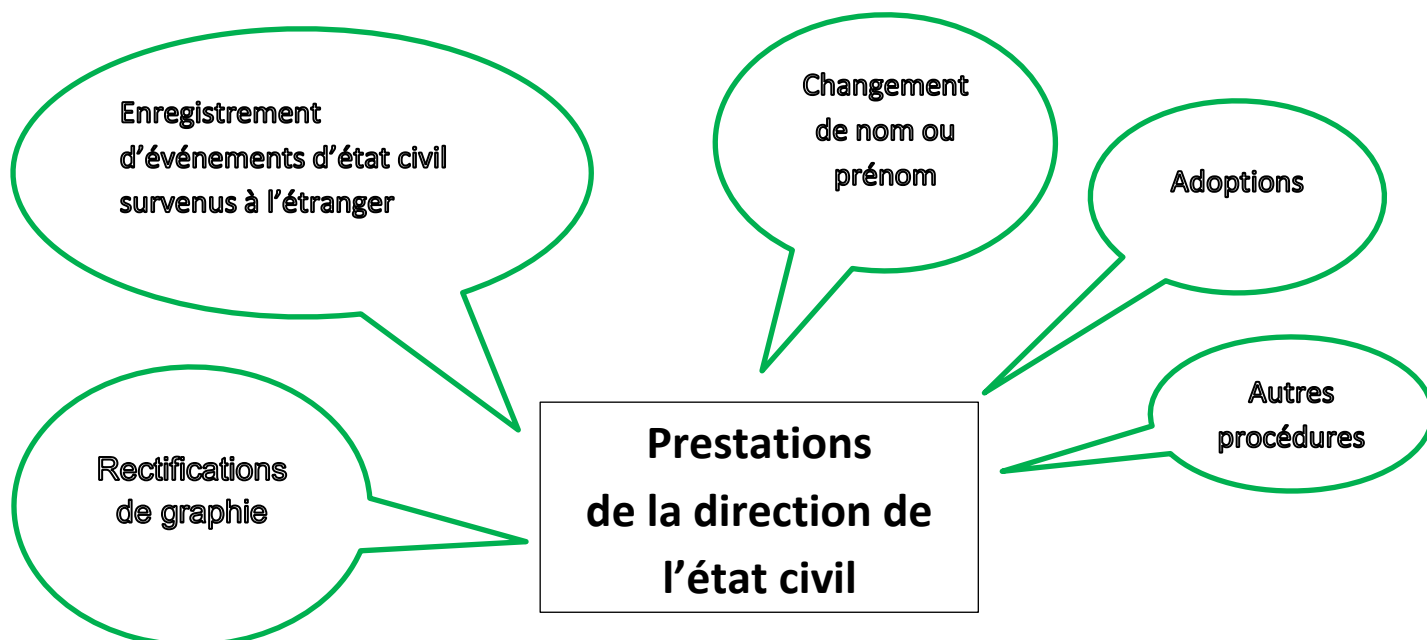 Enregistrement
d’événements d’état civil
survenus à l’étranger
Changement
de nom ou
prénom
Adoptions
Autres
procédures
Rectifications
de graphie
Prestations
de la direction de
l’état civil